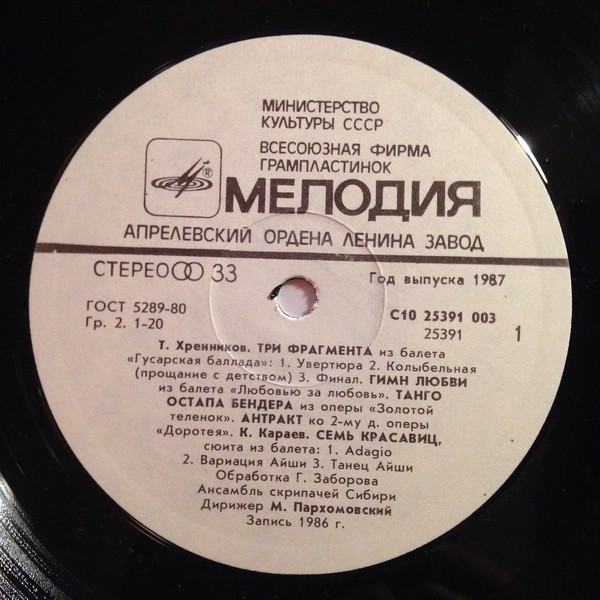 МИНИСТЕРСТВО
КУЛЬТУРЫ СССР
ВСЕСОЮЗНАЯ ФИРМА
ГРАМПЛАСТИНОК
®
МЕЛОДИЯ
АПРЕЛЕВСКИЙ ОРДЕНА ЛЕНИНА ЗАВОД
СТЕРЕО 33
Год выпуска 1987
ГОСТ 5289-80
Гр. 2. 1-20
С10 25391 003
25391
1
Т. Хренников. ТРИ ФРАГМЕНТА из балета
«Гусарская баллада»: 1. Увертюра 2. Колыбельная
(прощание с детством) 3. Финал. ГИМН ЛЮБВИ
из балета «Любовью за любовь». ТАНГО
ОСТАПА БЕНДЕРА из оперы «Золотой
теленок». АНТРАКТ ко 2-му д. оперы
«Доротея». К. Караев. СЕМЬ КРАСАВИЦ,
сюита из балета: 1. Adagio
2. Вариация Айши 3. Танец Айши
Обработка Г. Заборова
Ансамбль скрипачей Сибири
Дирижер М. Пархомовский
Запись 1986 г.